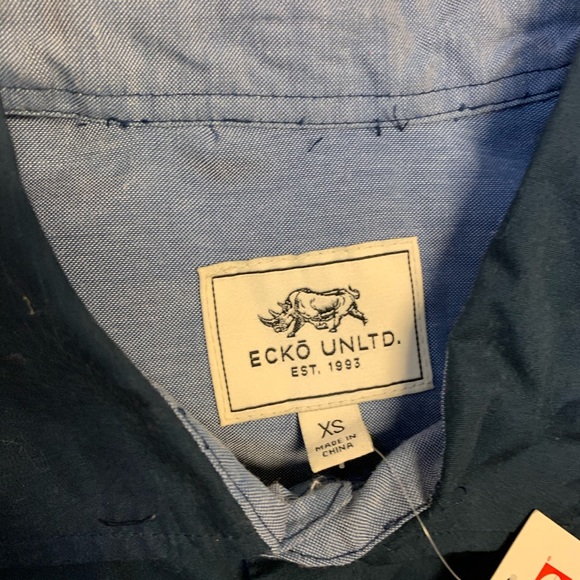 ECKŌ UNLTD.
EST. 1993
XS
MADE IN
CHINA